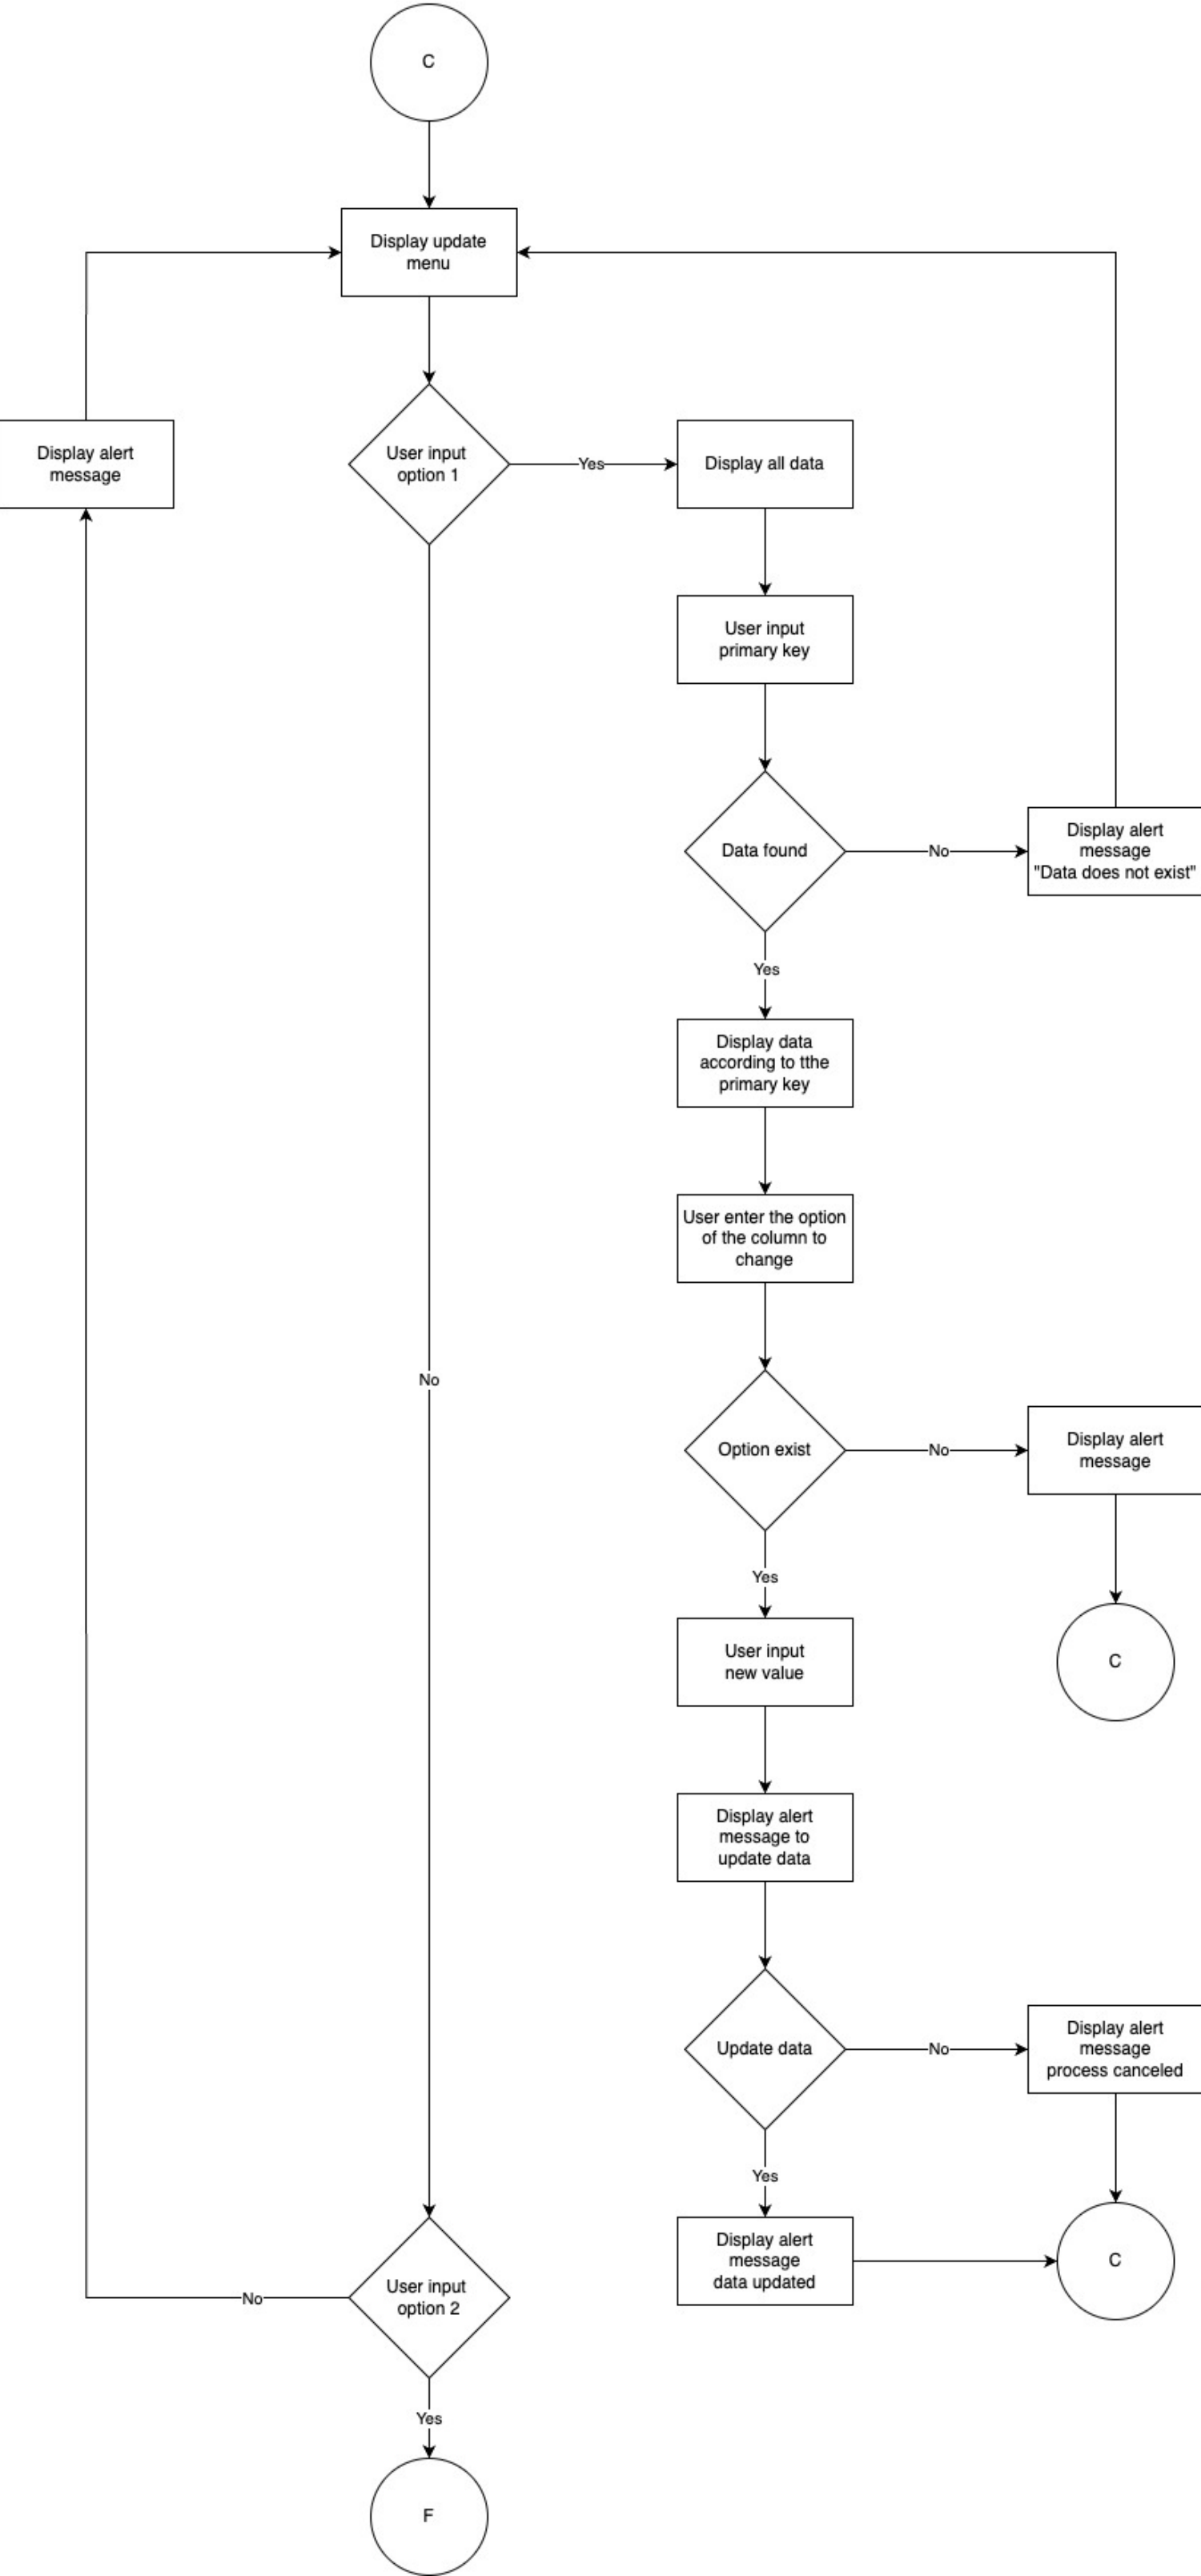 C
Display update
menu
Display alert
message
User input
option 1
Yes
Display all data
User input
primary key
Data found
No
Display alert
message
"Data does not exist"
Yes
Display data
according to tthe
primary key
User enter the option
of the column to
change
No
Option exist
No
Display alert
message
Yes
User input
new value
C
Display alert
message to
update data
Update data
No
Display alert
message
process canceled
Yes
Display alert
message
data updated
C
No
User input
option 2
Yes
F